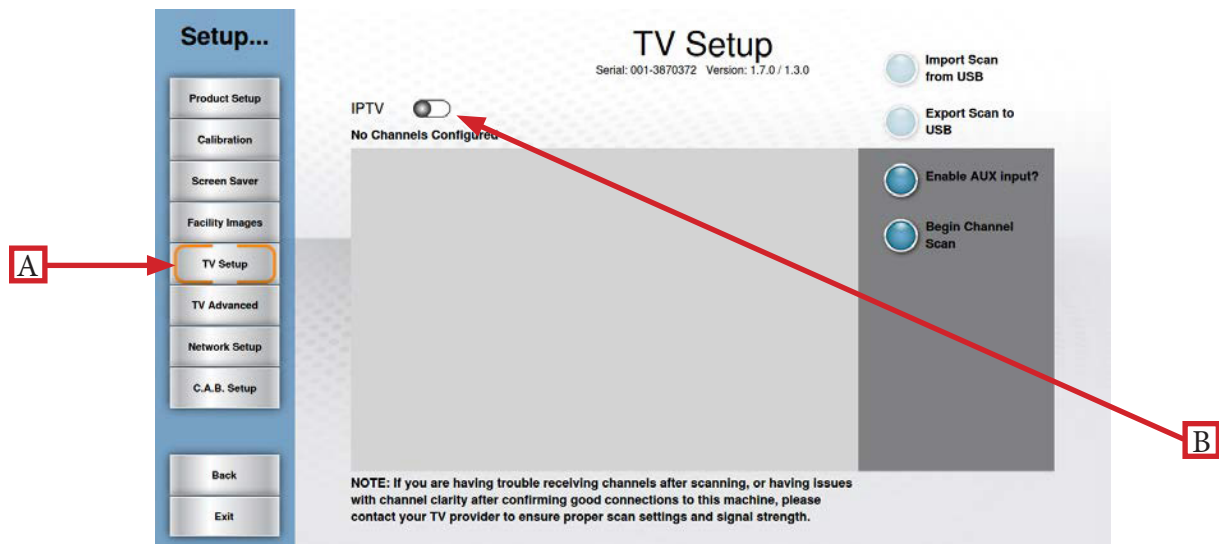 Setup...
Product Setup
Calibration
Screen Saver
Facility Images
TV Setup
TV Advanced
Network Setup
C.A.B. Setup
Back
Exit
TV Setup
Serial: 001-3870372 Version: 1.7.0 / 1.3.0
IPTV
No Channels Configured
Import Scan
from USB
Export Scan to
USB
Enable AUX input?
Begin Channel
Scan
NOTE: If you are having trouble receiving channels after scanning, or having issues
with channel clarity after confirming good connections to this machine, please
contact your TV provider to ensure proper scan settings and signal strength.
A
B